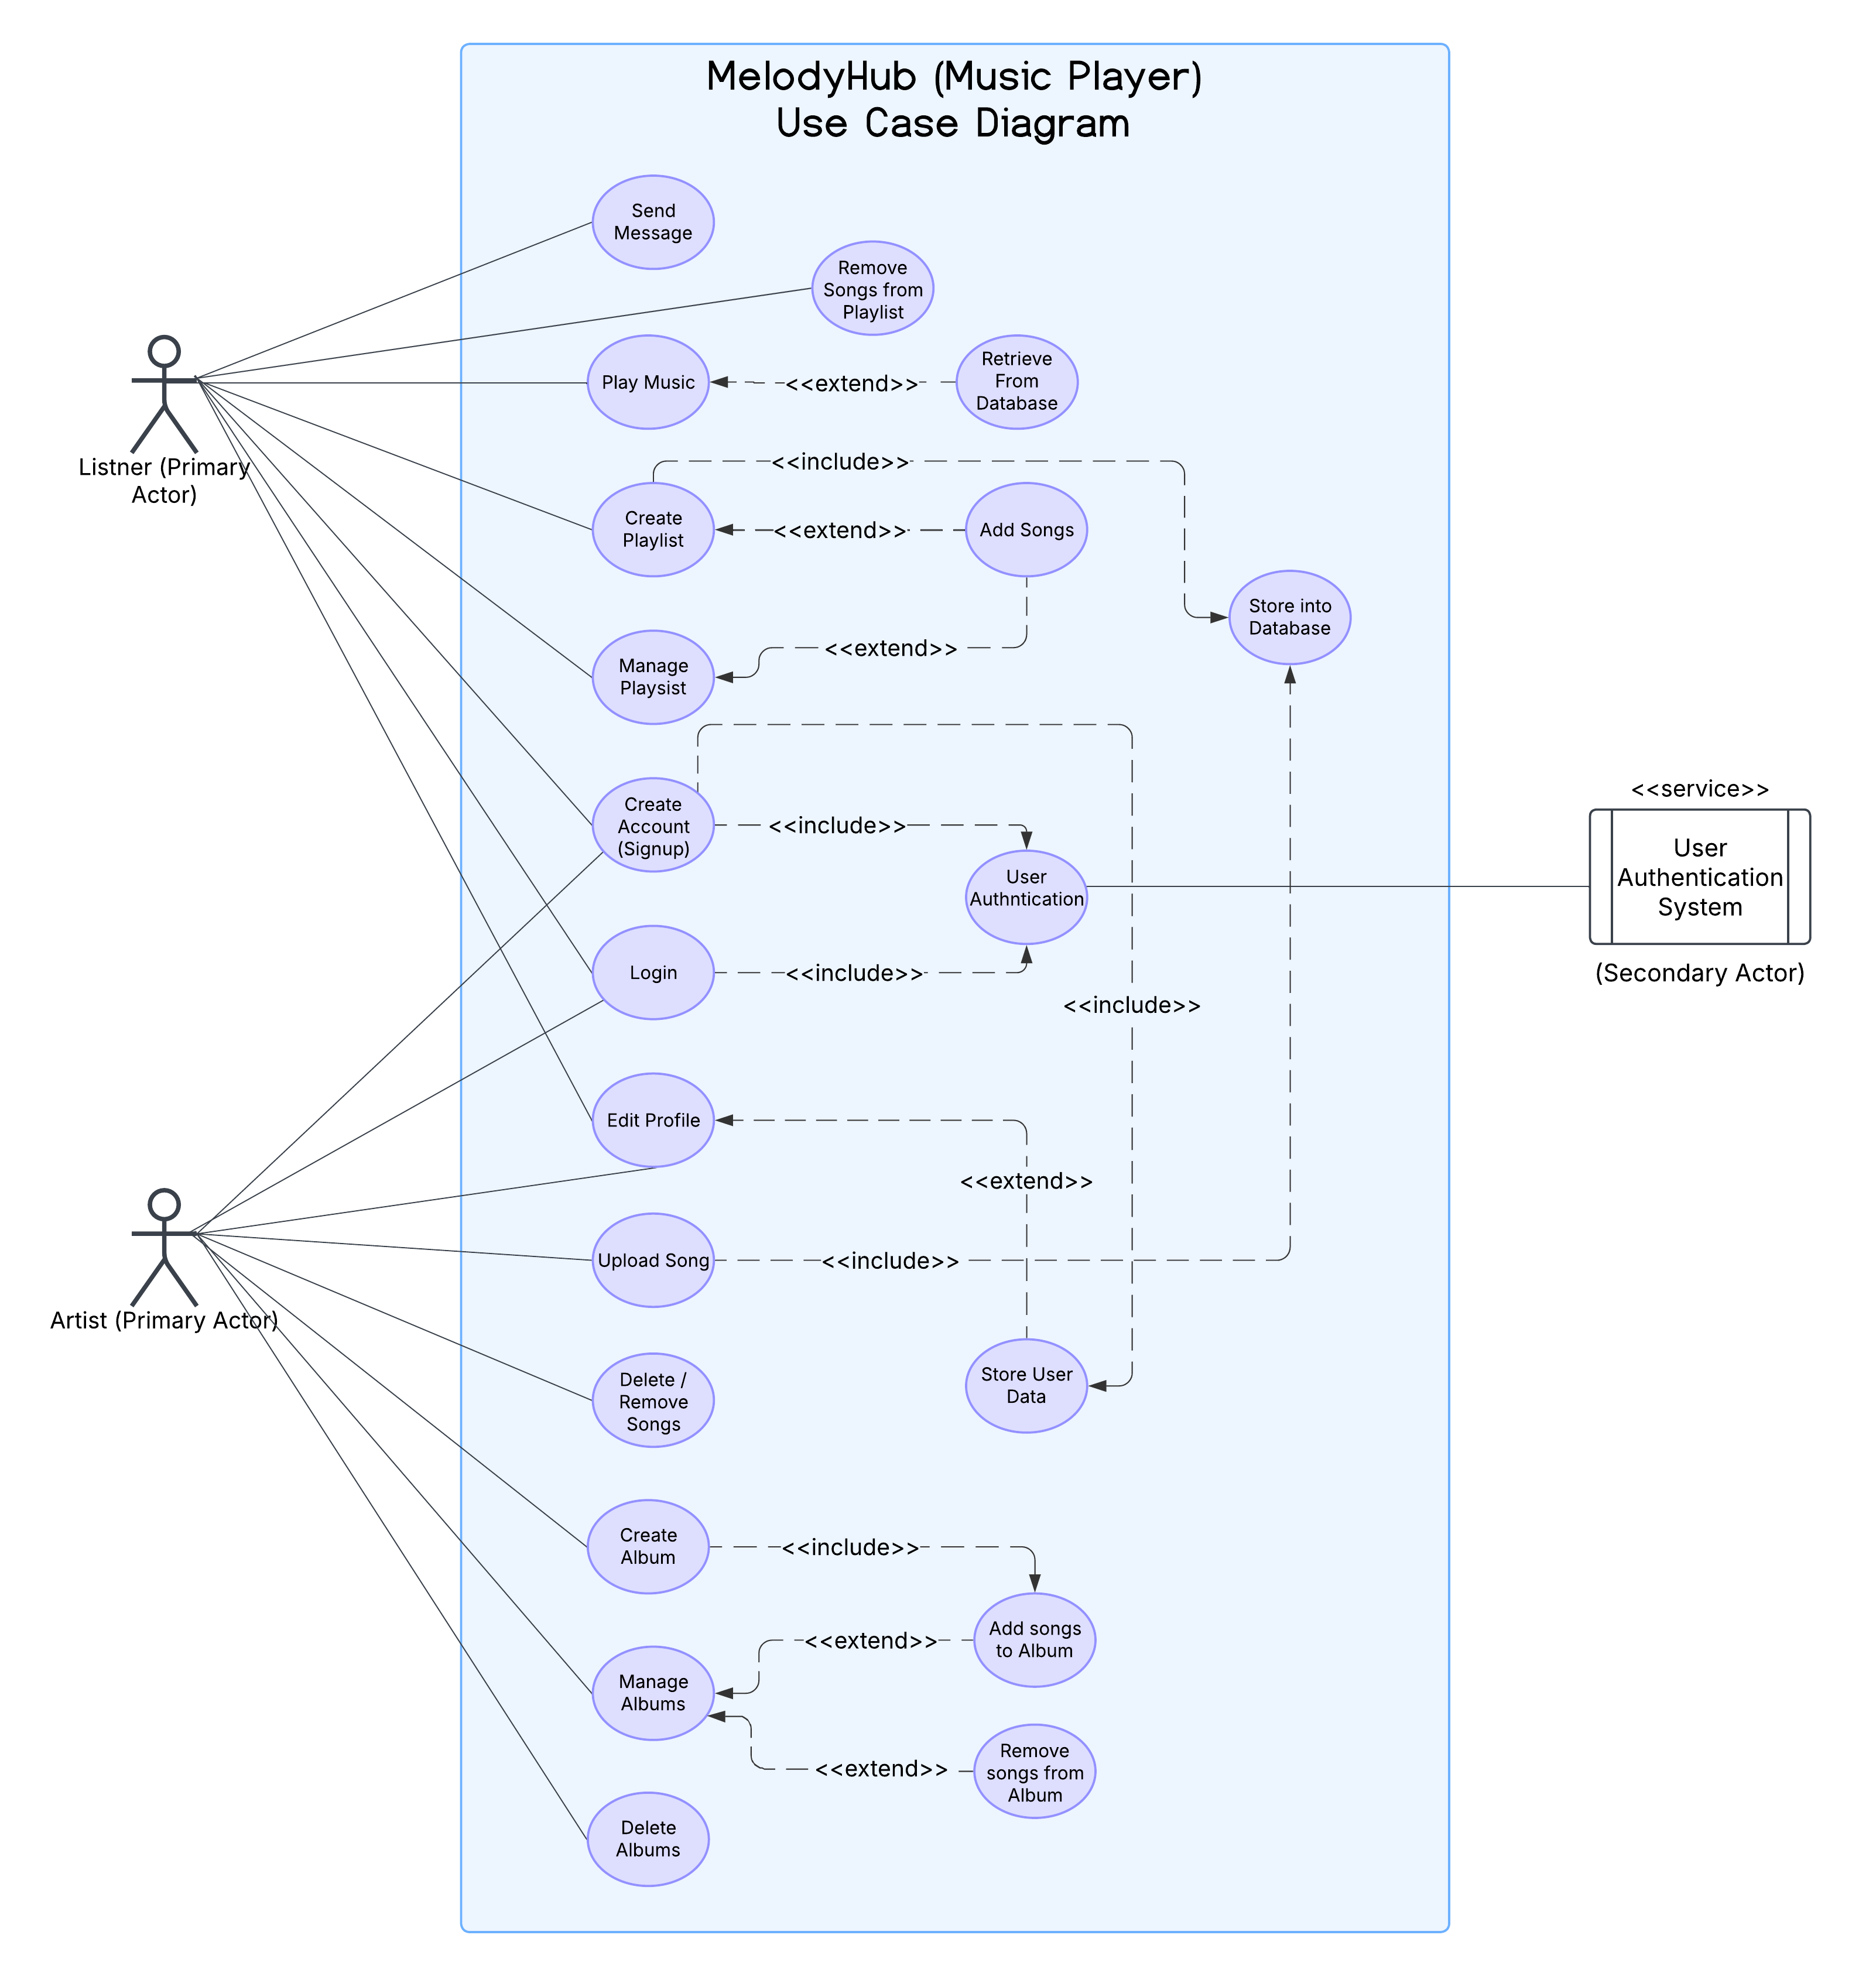 MelodyHub (Music Player)
Use Case Diagram
Send
Message
Remove
Songs from
Playlist
Play Music
<<extend>>
Retrieve
From
Database
Listner (Primary
Actor)
<<include>>
Create
Playlist
<<extend>>
Add Songs
Store into
Database
<<extend>>
Manage
Playsist
<<service>>
Create
Account
(Signup)
<<include>>
User
Authntication
User
Authentication
System
(Secondary Actor)
Login
<<include>>
<<include>>
Edit Profile
<<extend>>
Upload Song
<<include>>
Artist (Primary Actor)
Delete /
Remove
Songs
Store User
Data
Create
Album
<<include>>
Add songs
to Album
<<extend>>
Manage
Albums
Remove
songs from
Album
<<extend>>
Delete
Albums